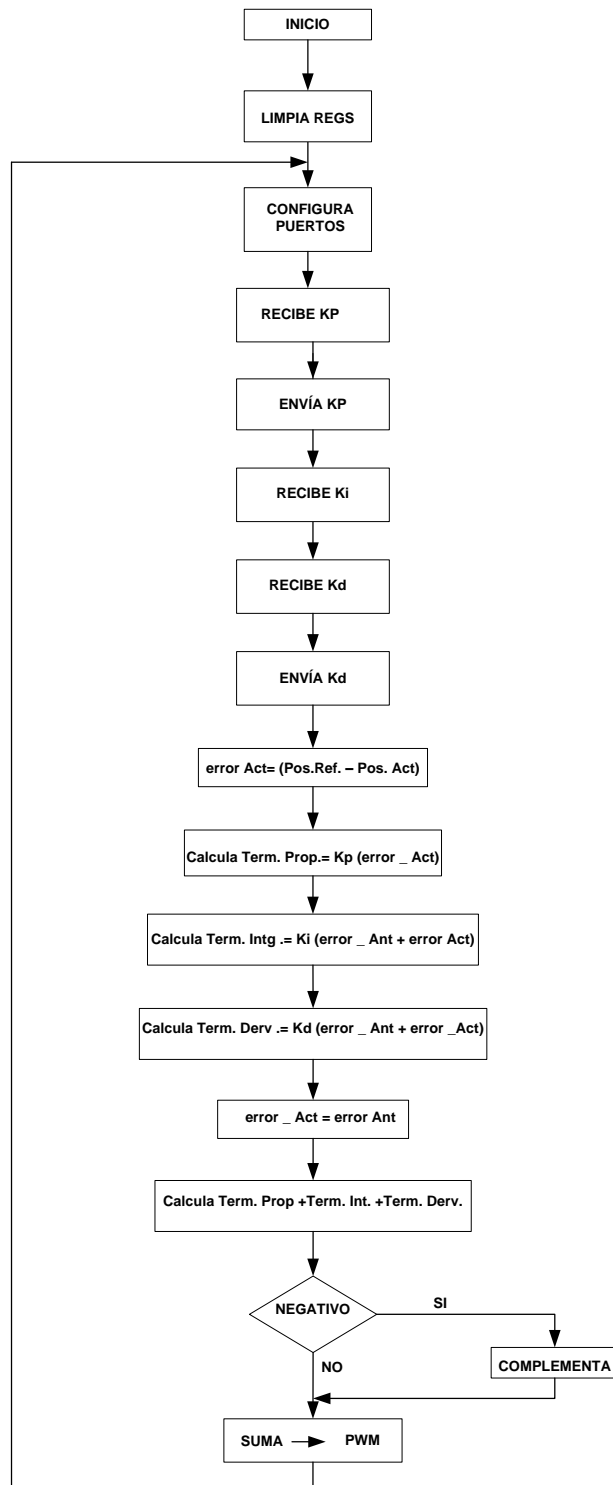 INICIO
LIMPIA REGS
CONFIGURA
PUERTOS
RECIBE KP
ENVÍA KP
RECIBE Ki
RECIBE Kd
ENVÍA Kd
error Act= (Pos.Ref. – Pos. Act)
Calcula Term. Prop.= Kp (error _ Act)
Calcula Term. Intg .= Ki (error _ Ant + error Act)
Calcula Term. Derv .= Kd (error _ Ant + error _Act)
error _ Act = error Ant
Calcula Term. Prop +Term. Int. +Term. Derv.
NEGATIVO
SI
NO
COMPLEMENTA
SUMA PWM